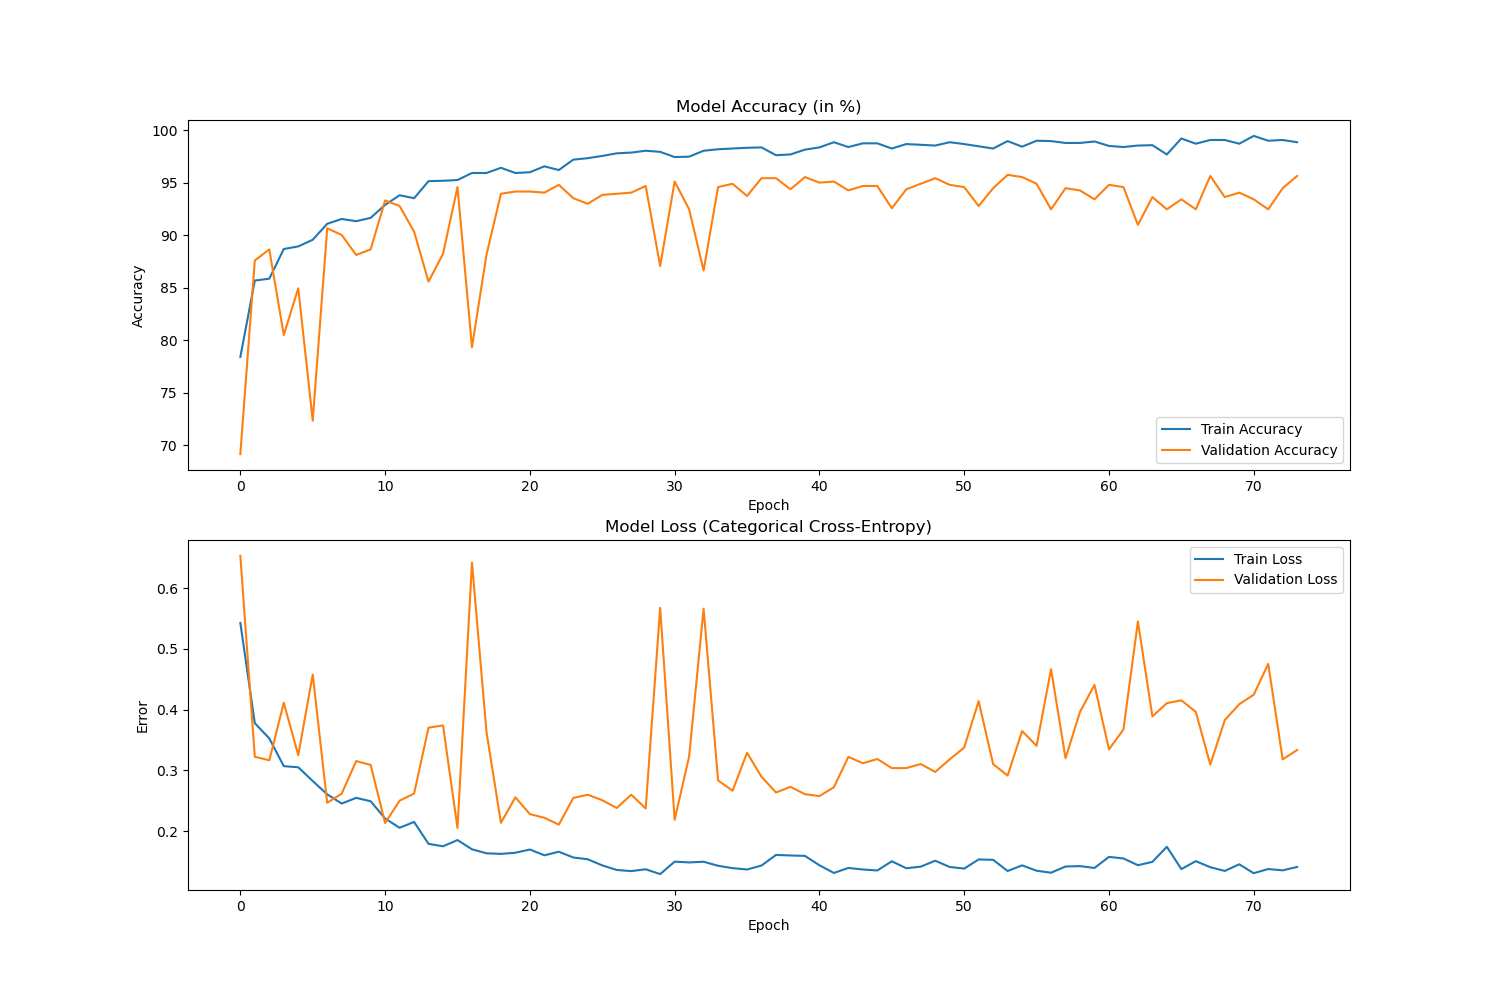 Model Accuracy (in %)
100
95
90
85
80
75
70
Accuracy
Train Accuracy
Validation Accuracy
0 10 20 30 40 50 60 70
Epoch
Model Loss (Categorical Cross-Entropy)
0.6
0.5
0.4
0.3
0.2
Error
Train Loss
Validation Loss
0 10 20 30 40 50 60 70
Epoch